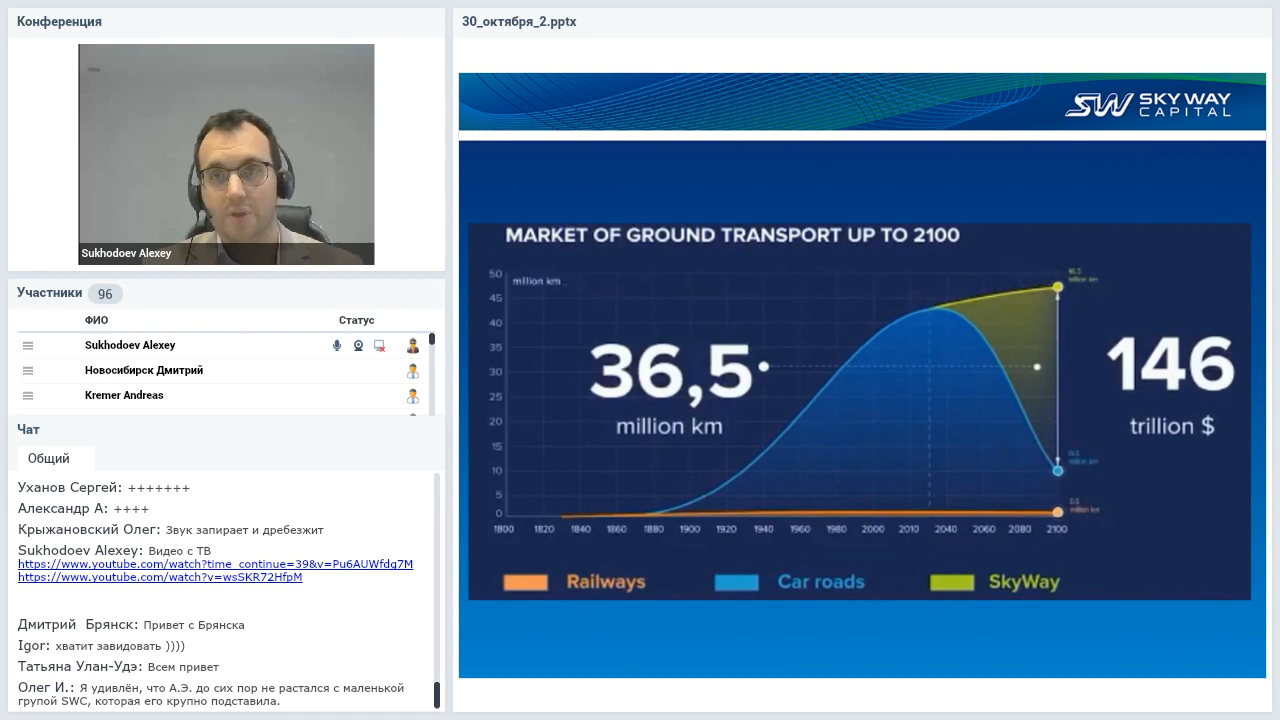 Конференция
Sukhodoev Alexey
Участники 96
ФИО Статус
Sukhodoev Alexey
Новосибирск Дмитрий
Kremer Andreas
Чат
Общий
Уханов Сергей: +++++++
Александр А: ++++
Крыжановский Олег: Звук запирает и дребезжит
Sukhodoev Alexey: Видео с ТВ
https://www.youtube.com/watch?time_continue=39&v=Pu6AUWfdg7M
https://www.youtube.com/watch?v=wsSKR72HfpM
Дмитрий Брянск: Привет с Брянска
Igor: хватит завидовать ))))
Татьяна Улан-Удэ: Всем привет
Олег И.: Я удивлён, что А.Э. до сих пор не растался с маленькой
групой SWC, которая его крупно подставила.
30_октября_2.pptx
SW SKY WAY
CAPITAL
MARKET OF GROUND TRANSPORT UP TO 2100
50
million km
45
40
35
30
25
20
15
10
5
0
36,5
million km
146
trillion $
1800 1820 1840 1860 1880 1900 1920 1940 1960 1980 2000 2010 2040 2060 2080 2100
Railways Car roads SkyWay